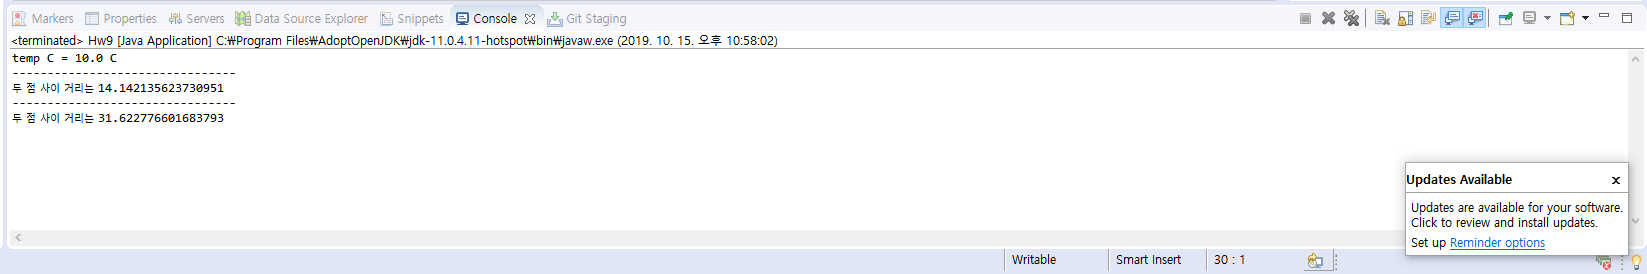 Markers Properties Servers Data Source Explorer Snippets Console Git Staging
<terminated> Hw9 [Java Application] C:₩Program Files₩AdoptOpenJDK₩jdk-11.0.4.11-hotspot₩bin₩javaw.exe (2019. 10. 15. 오후 10:58:02)
temp C = 10.0 C
--------------------------------
두 점 사이 거리는 14.142135623730951
--------------------------------
두 점 사이 거리는 31.622776601683793
Updates Available
Updates are available for your software.
Click to review and install updates.
Set up Reminder options
Writable Smart Insert 30 : 1